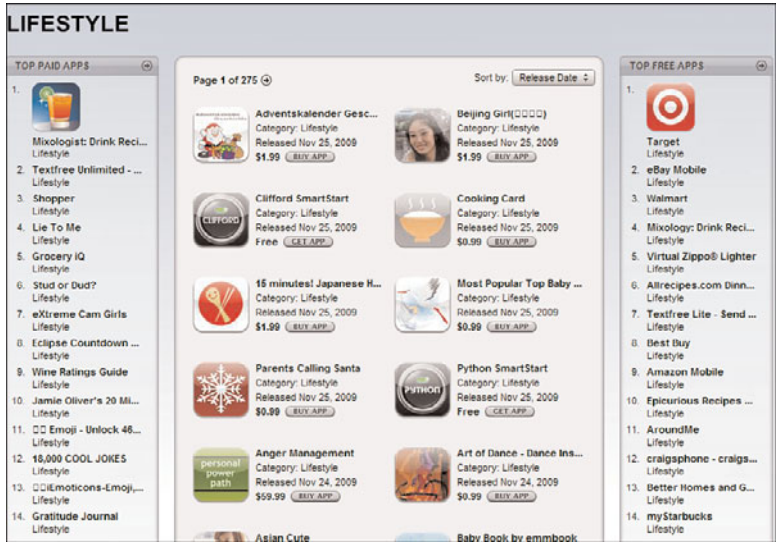 LIFESTYLE
TOP PAID APPS
1.
Mixologist: Drink Reci...
Lifestyle
2. Textfree Unlimited - ...
Lifestyle
3. Shopper
Lifestyle
4. Lie To Me
Lifestyle
5. Grocery iQ
Lifestyle
6. Stud or Dud?
Lifestyle
7. eXtreme Cam Girls
Lifestyle
8. Eclipse Countdown ...
Lifestyle
9. Wine Ratings Guide
Lifestyle
10. Jamie Oliver's 20 Mi...
Lifestyle
11. □□ Emoji - Unlock 46...
Lifestyle
12. 18,000 COOL JOKES
Lifestyle
13. □□iEmoticons-Emoji,...
Lifestyle
14. Gratitude Journal
Lifestyle
Page 1 of 275
Sort by: Release Date
Adventskalender Gesc...
Category: Lifestyle
Released Nov 25, 2009
$1.99 BUY APP
Beijing Girl(□□□□)
Category: Lifestyle
Released Nov 25, 2009
$1.99 BUY APP
CLIFFORD
Clifford SmartStart
Category: Lifestyle
Released Nov 25, 2009
Free GET APP
Cooking Card
Category: Lifestyle
Released Nov 25, 2009
$0.99 BUY APP
15 minutes! Japanese H...
Category: Lifestyle
Released Nov 25, 2009
$1.99 BUY APP
Most Popular Top Baby ...
Category: Lifestyle
Released Nov 25, 2009
$0.99 BUY APP
Parents Calling Santa
Category: Lifestyle
Released Nov 25, 2009
$0.99 BUY APP
PYTHON
Python SmartStart
Category: Lifestyle
Released Nov 25, 2009
Free GET APP
personal
power
path
Anger Management
Category: Lifestyle
Released Nov 24, 2009
$59.99 BUY APP
Art of Dance - Dance Ins...
Category: Lifestyle
Released Nov 24, 2009
$0.99 BUY APP
Asian Cute
Baby Book by emmbook
TOP FREE APPS
1.
Target
Lifestyle
2. eBay Mobile
Lifestyle
3. Walmart
Lifestyle
4. Mixology: Drink Reci...
Lifestyle
5. Virtual Zippo® Lighter
Lifestyle
6. Allrecipes.com Dinn...
Lifestyle
7. Textfree Lite - Send ...
Lifestyle
8. Best Buy
Lifestyle
9. Amazon Mobile
Lifestyle
10. Epicurious Recipes ...
Lifestyle
11. AroundMe
Lifestyle
12. craigsphone - craigs...
Lifestyle
13. Better Homes and G...
Lifestyle
14. myStarbucks
Lifestyle